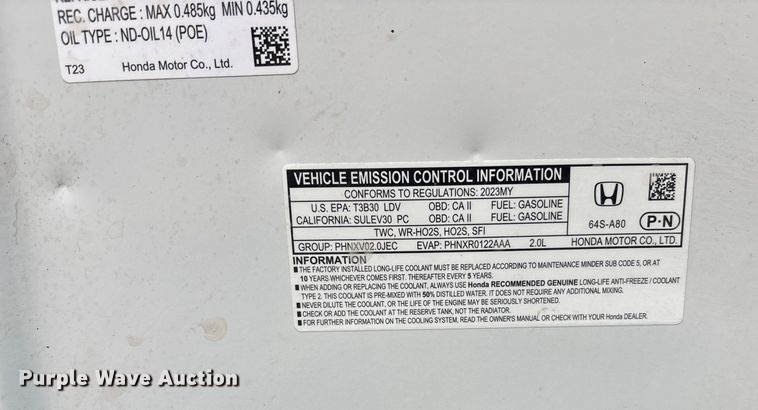 REC. CHARGE : MAX 0.485kg MIN 0.435kg
OIL TYPE : ND-OIL14 (POE)
T23 Honda Motor Co., Ltd.
VEHICLE EMISSION CONTROL INFORMATION
CONFORMS TO REGULATIONS: 2023MY
U.S. EPA: T3B30 LDV OBD: CA II FUEL: GASOLINE
CALIFORNIA: SULEV30 PC OBD: CA II FUEL: GASOLINE
TWC, WR-HO2S, HO2S, SFI
GROUP: PHNXV02.0JEC EVAP: PHNXR0122AAA 2.0L
64S-A80
P·N
HONDA MOTOR CO., LTD.
INFORMATION
■ THE FACTORY INSTALLED LONG-LIFE COOLANT MUST BE REPLACED ACCORDING TO MAINTENANCE MINDER SUB CODE 5, OR AT
10 YEARS WHICHEVER COMES FIRST. THEREAFTER EVERY 5 YEARS.
■ WHEN ADDING OR REPLACING THE COOLANT, ALWAYS USE Honda RECOMMENDED GENUINE LONG-LIFE ANTI-FREEZE / COOLANT
TYPE 2. THIS COOLANT IS PRE-MIXED WITH 50% DISTILLED WATER. IT DOES NOT REQUIRE ANY ADDITIONAL MIXING.
■ NEVER DILUTE THE COOLANT, OR THE LIFE OF THE ENGINE MAY BE SERIOUSLY SHORTENED.
■ CHECK OR ADD THE COOLANT AT THE RESERVE TANK, NOT THE RADIATOR.
■ FOR FURTHER INFORMATION ON THE COOLING SYSTEM, READ THE OWNER'S MANUAL OR CHECK WITH YOUR Honda DEALER.
Purple Wave Auction